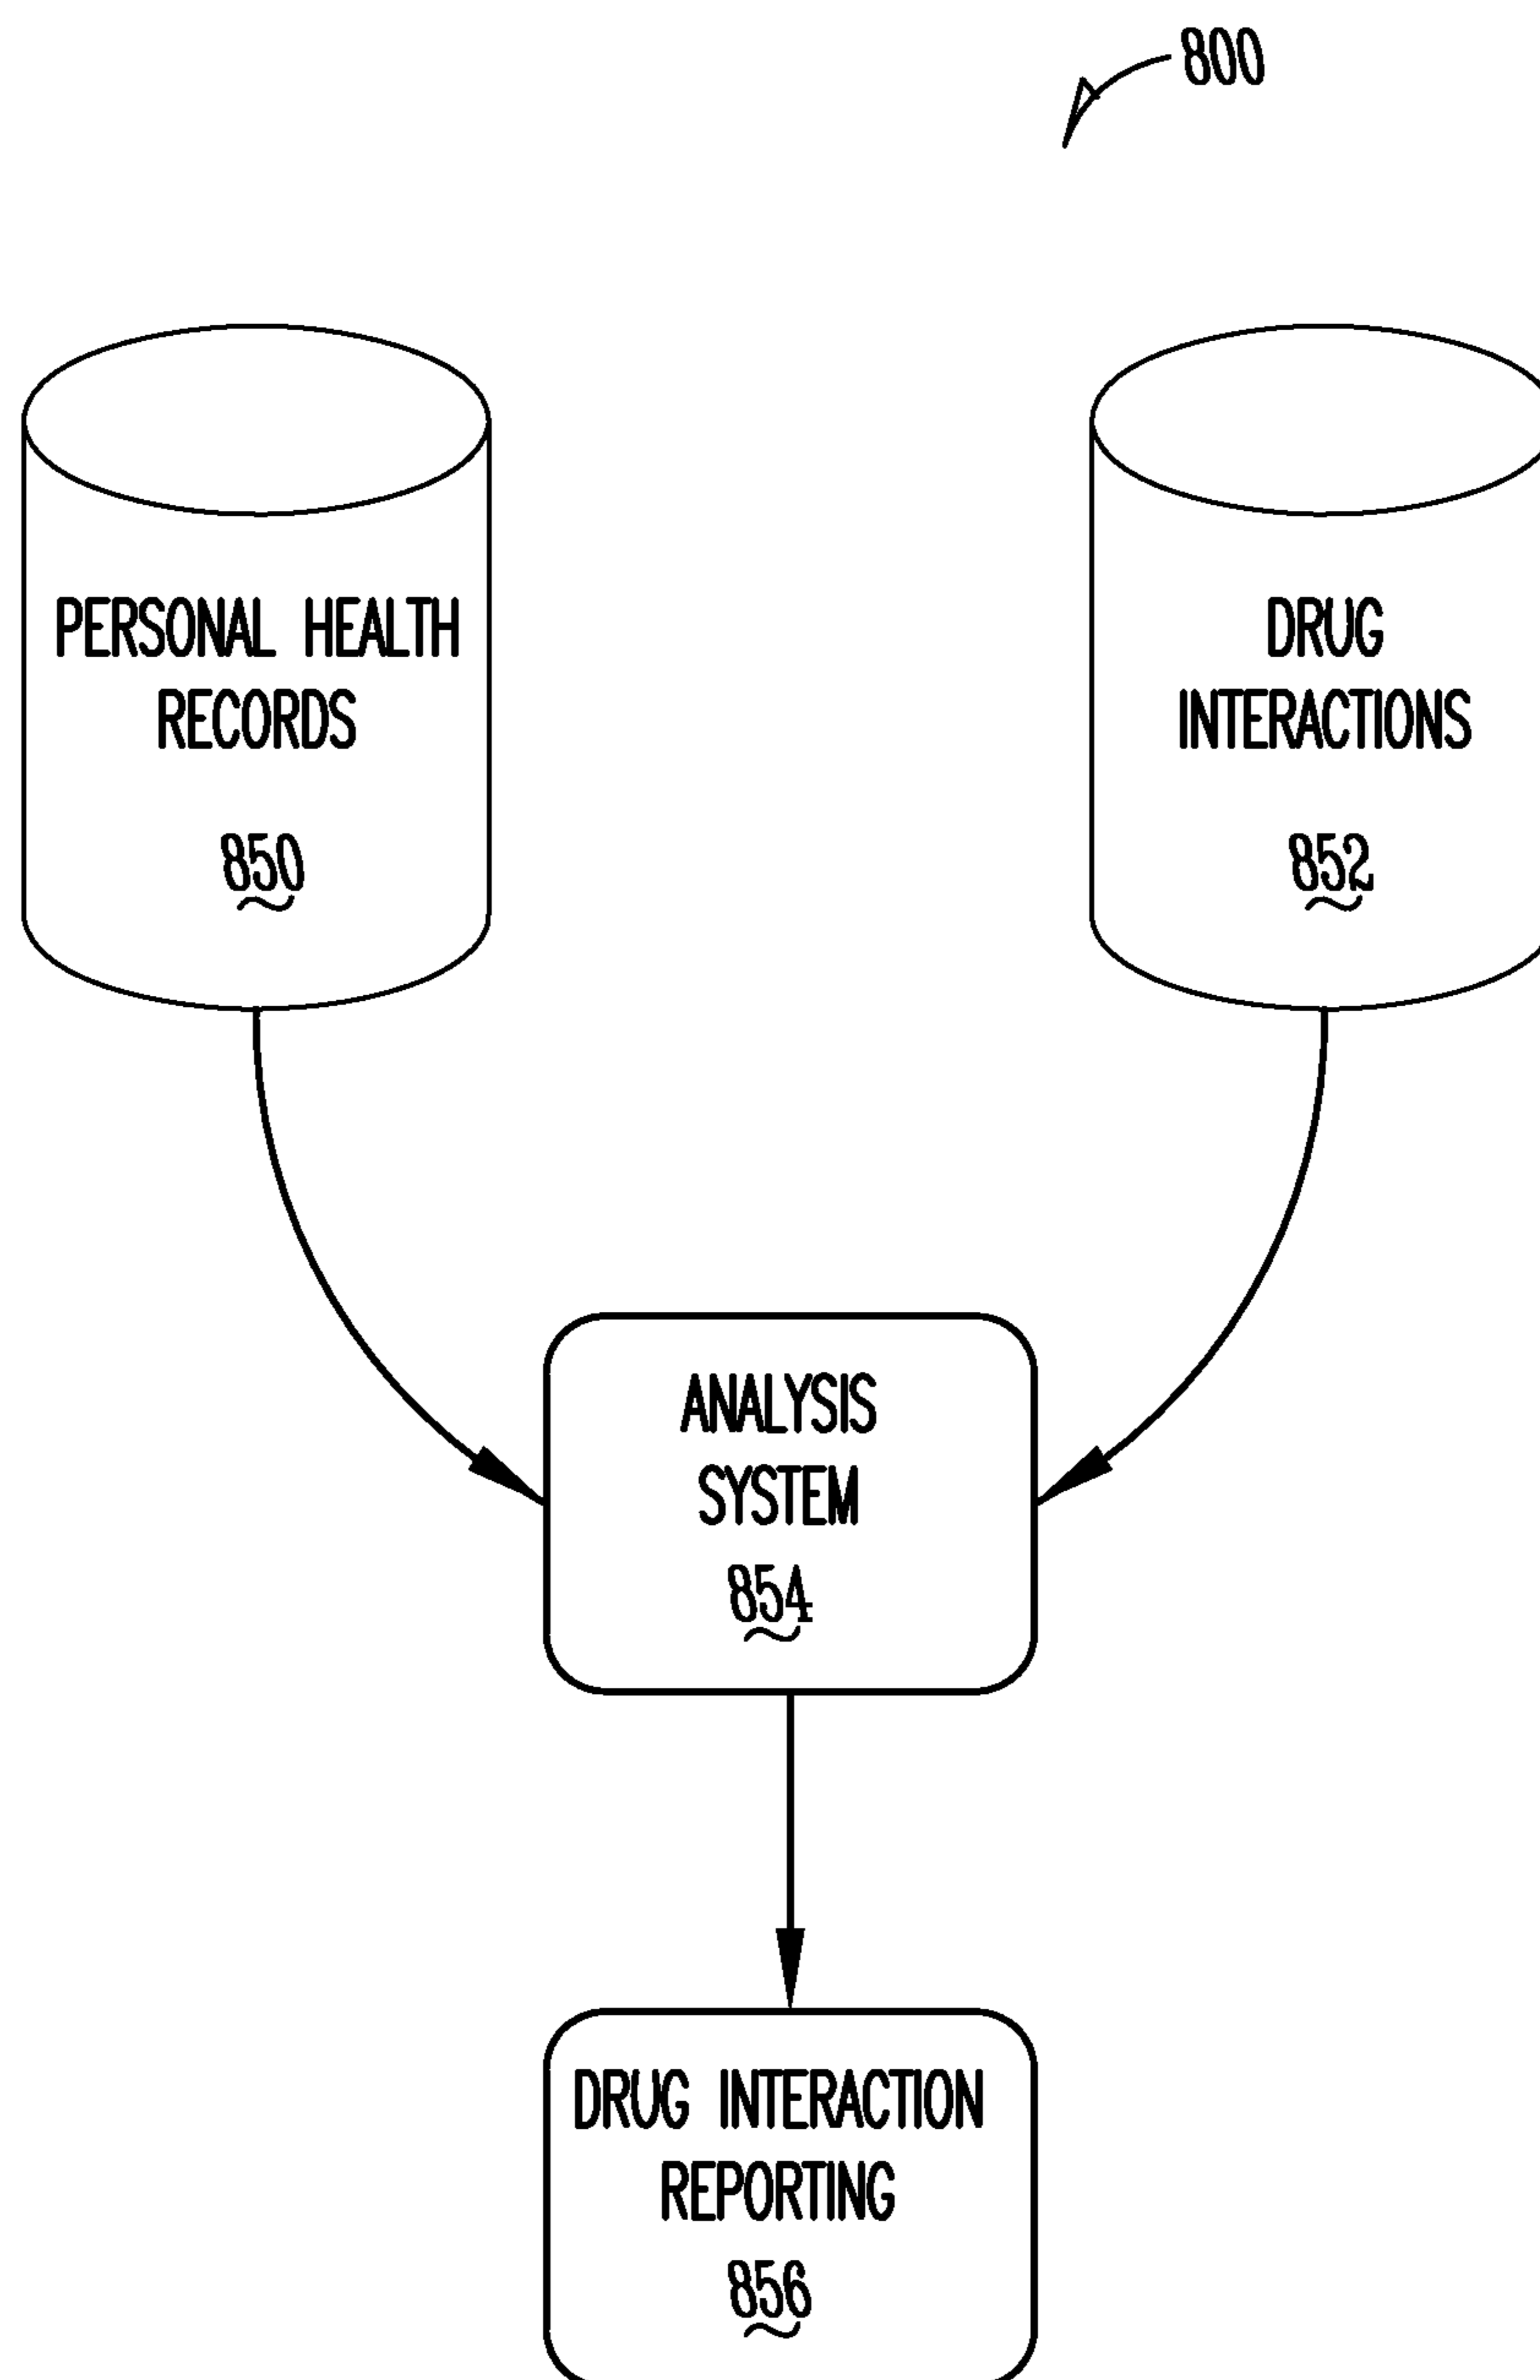 800
PERSONAL HEALTH
RECORDS
850
DRUG
INTERACTIONS
852
ANALYSIS
SYSTEM
854
DRUG INTERACTION
REPORTING
856